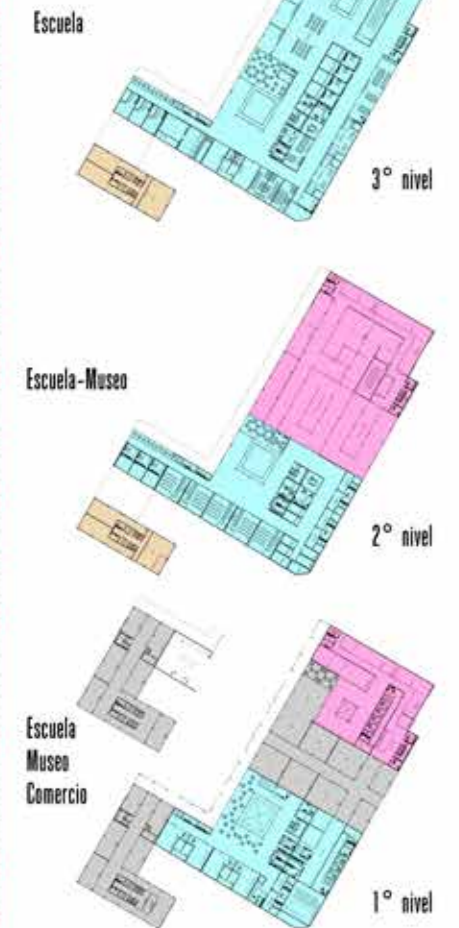 Escuela
3° nivel
Escuela-Museo
2° nivel
Escuela
Museo
Comercio
1° nivel